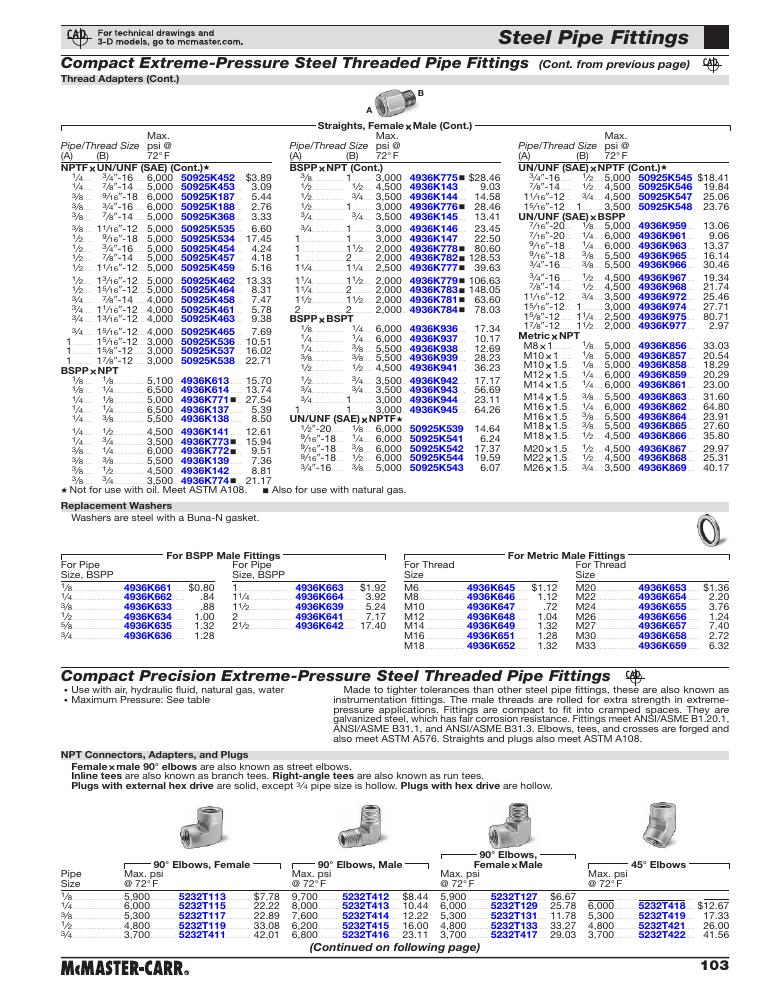 CAD For technical drawings and
3-D models, go to mcmaster.com.
Steel Pipe Fittings
Compact Extreme-Pressure Steel Threaded Pipe Fittings (Cont. from previous page) CAD
Thread Adapters (Cont.)
A B
Straights, Female x Male (Cont.)
Pipe/Thread Size Max. psi @
(A) (B) 72° F
NPTF x UN/UNF (SAE) (Cont.)★
1/4 3/4"-16 6,000 50925K452 $3.89
1/4 7/8"-14 5,000 50925K453 3.09
3/8 9/16"-18 6,000 50925K187 5.44
3/8 3/4"-16 6,000 50925K188 2.76
3/8 7/8"-14 5,000 50925K368 3.33
3/8 11/16"-12 5,000 50925K535 6.60
1/2 9/16"-18 5,000 50925K534 17.45
1/2 3/4"-16 5,000 50925K454 4.24
1/2 7/8"-14 5,000 50925K457 4.18
1/2 11/16"-12 5,000 50925K459 5.16
1/2 13/16"-12 5,000 50925K462 13.33
1/2 15/16"-12 5,000 50925K464 8.31
3/4 7/8"-14 4,000 50925K458 7.47
3/4 11/16"-12 4,000 50925K461 5.78
3/4 13/16"-12 4,000 50925K463 9.38
3/4 15/16"-12 4,000 50925K465 7.69
1 15/16"-12 3,000 50925K536 10.51
1 15/8"-12 3,000 50925K537 16.02
1 17/8"-12 3,000 50925K538 22.71
BSPP x NPT
1/8 1/8 5,100 4936K613 15.70
1/8 1/4 6,500 4936K614 13.74
1/4 1/8 5,000 4936K771■ 27.54
1/4 1/4 6,500 4936K137 5.39
1/4 3/8 6,500 4936K138 8.50
1/4 1/2 4,500 4936K141 12.61
1/4 3/4 3,500 4936K773■ 15.94
3/8 1/4 6,000 4936K772■ 9.51
3/8 3/8 5,500 4936K139 7.36
3/8 1/2 4,500 4936K142 8.81
3/8 3/4 3,500 4936K774■ 21.17
Pipe/Thread Size Max. psi @
(A) (B) 72° F
BSPP x NPT (Cont.)
3/8 1 3,000 4936K775■ $28.46
1/2 1/2 4,500 4936K143 9.03
1/2 3/4 3,500 4936K144 14.58
1/2 1 3,000 4936K776■ 28.46
3/4 3/4 3,500 4936K145 13.41
3/4 1 3,000 4936K146 23.45
1 1 3,000 4936K147 22.50
1 11/2 2,000 4936K778■ 60.80
1 2 2,000 4936K782■ 128.53
11/4 11/4 2,500 4936K777■ 39.63
11/4 11/2 2,000 4936K779■ 106.63
11/4 2 2,000 4936K783■ 148.05
11/2 11/2 2,000 4936K781■ 63.60
2 2 2,000 4936K784■ 78.03
BSPP x BSPT
1/8 1/4 6,000 4936K936 17.34
1/4 1/4 6,000 4936K937 10.17
1/4 3/8 5,500 4936K938 12.69
3/8 3/8 5,500 4936K939 28.23
3/8 1/2 4,500 4936K941 36.23
1/2 1/2 4,500 4936K942 17.17
1/2 3/4 3,500 4936K943 56.69
3/4 1 3,000 4936K944 23.11
1 1 3,000 4936K945 64.26
UN/UNF (SAE) x NPTF★
1/2"-20 1/8 6,000 50925K539 14.64
9/16"-18 1/4 6,000 50925K541 6.24
9/16"-18 3/8 6,000 50925K542 17.37
9/16"-18 1/2 5,000 50925K544 19.59
3/4"-16 3/8 5,000 50925K543 6.07
Pipe/Thread Size Max. psi @
(A) (B) 72° F
UN/UNF (SAE) x NPTF (Cont.)★
3/4"-16 1/2 5,000 50925K545 $18.41
7/8"-14 1/2 5,000 50925K546 19.84
11/16"-12 3/4 4,000 50925K547 25.06
15/16"-12 1 3,500 50925K548 23.76
UN/UNF (SAE) x BSPP
7/16"-20 1/8 5,000 4936K959 13.06
7/16"-20 1/4 6,000 4936K961 9.06
9/16"-18 1/4 6,000 4936K963 13.37
9/16"-18 3/8 5,500 4936K965 16.14
3/4"-16 3/8 5,500 4936K966 30.46
3/4"-16 1/2 4,500 4936K967 19.34
7/8"-14 1/2 4,500 4936K968 21.74
11/16"-12 3/4 3,500 4936K972 25.46
15/16"-12 1 3,000 4936K974 27.71
15/8"-12 11/4 2,500 4936K975 80.71
17/8"-12 11/2 2,000 4936K977 2.97
Metric x NPT
M8 x 1 1/8 5,000 4936K856 33.03
M10 x 1 1/8 5,000 4936K857 20.54
M10 x 1.5 1/8 5,000 4936K858 18.29
M12 x 1.5 1/4 6,000 4936K859 20.29
M14 x 1.5 1/4 6,000 4936K861 23.00
M14 x 1.5 3/8 5,500 4936K863 31.60
M16 x 1.5 1/4 6,000 4936K862 64.80
M16 x 1.5 3/8 5,500 4936K864 23.91
M18 x 1.5 3/8 5,500 4936K865 27.60
M18 x 1.5 1/2 4,500 4936K866 35.80
M20 x 1.5 1/2 4,500 4936K867 29.97
M22 x 1.5 1/2 4,500 4936K868 25.31
M26 x 1.5 3/4 3,500 4936K869 40.17
★ Not for use with oil. Meet ASTM A108. ■ Also for use with natural gas.
Replacement Washers
Washers are steel with a Buna-N gasket.
For BSPP Male Fittings
For Pipe Size, BSPP
1/8 4936K661 $0.80
1/4 4936K662 .84
3/8 4936K633 .88
1/2 4936K634 1.00
5/8 4936K635 1.32
3/4 4936K636 1.28
For Pipe Size, BSPP
1 4936K663 $1.92
11/4 4936K664 3.92
11/2 4936K639 5.24
2 4936K641 7.17
21/2 4936K642 17.40
For Metric Male Fittings
For Thread Size
M6 4936K645 $1.12
M8 4936K646 1.12
M10 4936K647 .72
M12 4936K648 1.04
M14 4936K649 1.32
M16 4936K651 1.28
M18 4936K652 1.32
For Thread Size
M20 4936K653 $1.36
M22 4936K654 2.20
M24 4936K655 3.76
M26 4936K656 1.24
M27 4936K657 7.40
M30 4936K658 2.72
M33 4936K659 6.32
Compact Precision Extreme-Pressure Steel Threaded Pipe Fittings CAD
• Use with air, hydraulic fluid, natural gas, water
• Maximum Pressure: See table
Made to tighter tolerances than other steel pipe fittings, these are also known as
instrumentation fittings. The male threads are rolled for extra strength in extreme-
pressure applications. Fittings are compact to fit into cramped spaces. They are
galvanized steel, which has fair corrosion resistance. Fittings meet ANSI/ASME B1.20.1,
ANSI/ASME B31.1, and ANSI/ASME B31.3. Elbows, tees, and crosses are forged and
also meet ASTM A576. Straights and plugs also meet ASTM A108.
NPT Connectors, Adapters, and Plugs
Female x male 90° elbows are also known as street elbows.
Inline tees are also known as branch tees. Right-angle tees are also known as run tees.
Plugs with external hex drive are solid, except 3/4 pipe size is hollow. Plugs with hex drive are hollow.
90° Elbows, Female 90° Elbows, Male 90° Elbows, Female x Male 45° Elbows
Pipe Max. psi Max. psi Max. psi Max. psi
Size @ 72° F @ 72° F @ 72° F @ 72° F
1/8 5,900 5232T113 $7.78 9,700 5232T412 $8.44 5,900 5232T127 $6.67
1/4 6,000 5232T115 22.22 8,000 5232T413 10.44 6,000 5232T129 25.78 6,000 5232T418 $12.67
3/8 5,300 5232T117 22.89 7,600 5232T414 12.22 5,300 5232T131 11.78 5,300 5232T419 17.33
1/2 4,800 5232T119 33.08 6,200 5232T415 16.00 4,800 5232T133 33.27 4,800 5232T421 26.00
3/4 3,700 5232T411 42.01 6,800 5232T416 23.11 3,700 5232T417 29.03 3,700 5232T422 41.56
(Continued on following page)
McMASTER-CARR®
103